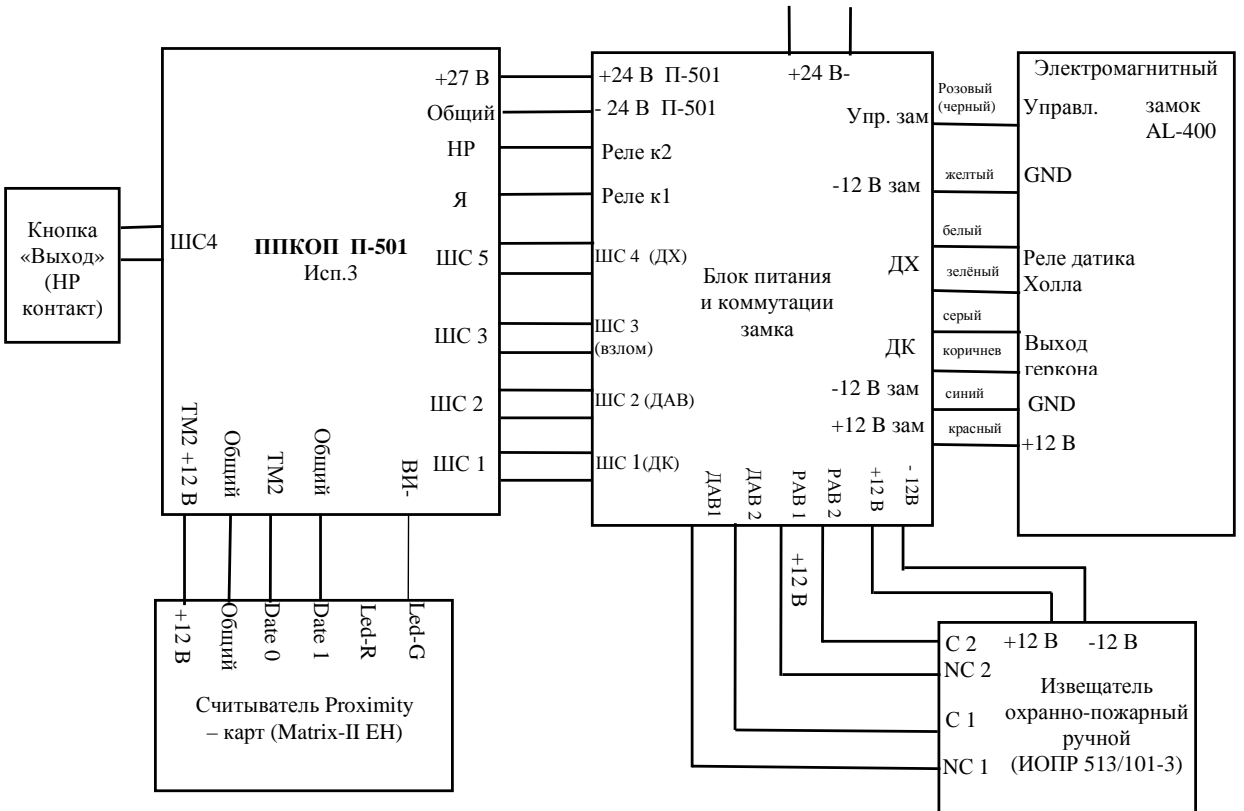 Кнопка
«Выход»
(НР
контакт)
ШС4
ППКОП П-501
Исп.3
+27 В
Общий
НР
Я
ШС 5
ШС 3
ШС 2
ШС 1
ТМ2 +12 В
Общий
ТМ2
Общий
ВИ-
+12 В
Общий
Date 0
Date 1
Led-R
Led-G
Считыватель Proximity
– карт (Matrix-II EH)
+24 В П-501
- 24 В П-501
Реле к2
Реле к1
ШС 4 (ДХ)
ШС 3
(взлом)
ШС 2 (ДАВ)
ШС 1(ДК)
+24 В-
Блок питания
и коммутации
замка
Упр. зам
-12 В зам
ДХ
ДК
-12 В зам
+12 В зам
ДАВ1
ДАВ 2
РАВ 1
РАВ 2
+12 В
- 12В
+12 В
Розовый
(черный)
желтый
белый
зелёный
серый
коричнев
синий
красный
Электромагнитный
замок
AL-400
Управл.
GND
Реле датика
Холла
Выход
геркона
GND
+12 В
С 2
NC 2
С 1
NC 1
+12 В
-12 В
Извещатель
охранно-пожарный
ручной
(ИОПР 513/101-3)